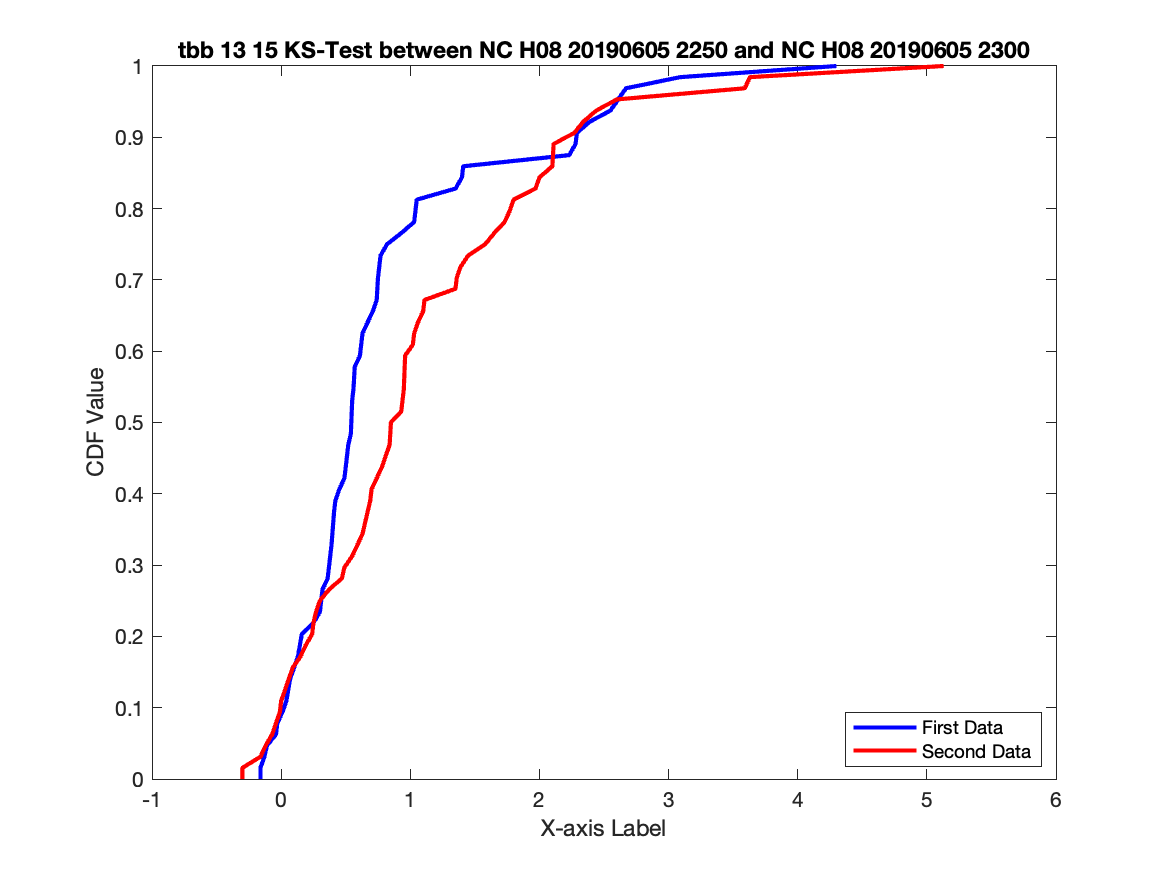 tbb 13 15 KS-Test between NC H08 20190605 2250 and NC H08 20190605 2300
1
0.9
0.8
0.7
0.6
0.5
0.4
0.3
0.2
0.1
0
CDF Value
-1 0 1 2 3 4 5 6
X-axis Label
First Data
Second Data